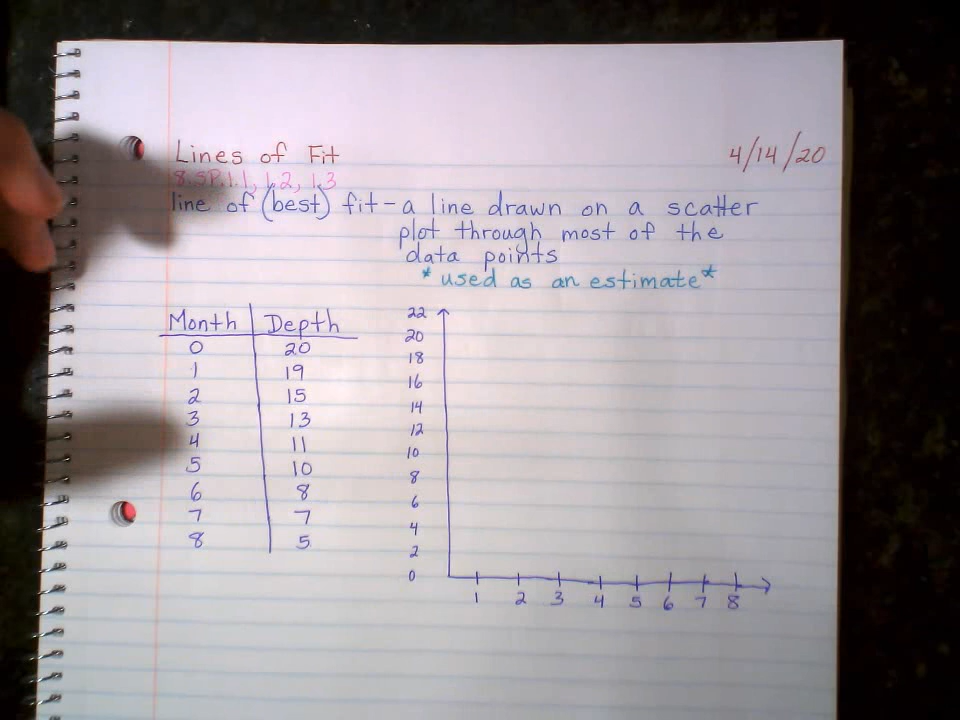 Lines of Fit 4/14/20
8.SP.1.1, 1.2, 1.3
line of (best) fit - a line drawn on a scatter
plot through most of the
data points
*used as an estimate*
Month Depth
0 20
1 19
2 15
3 13
4 11
5 10
6 8
7 7
8 5
22
20
18
16
14
12
10
8
6
4
2
0
1 2 3 4 5 6 7 8